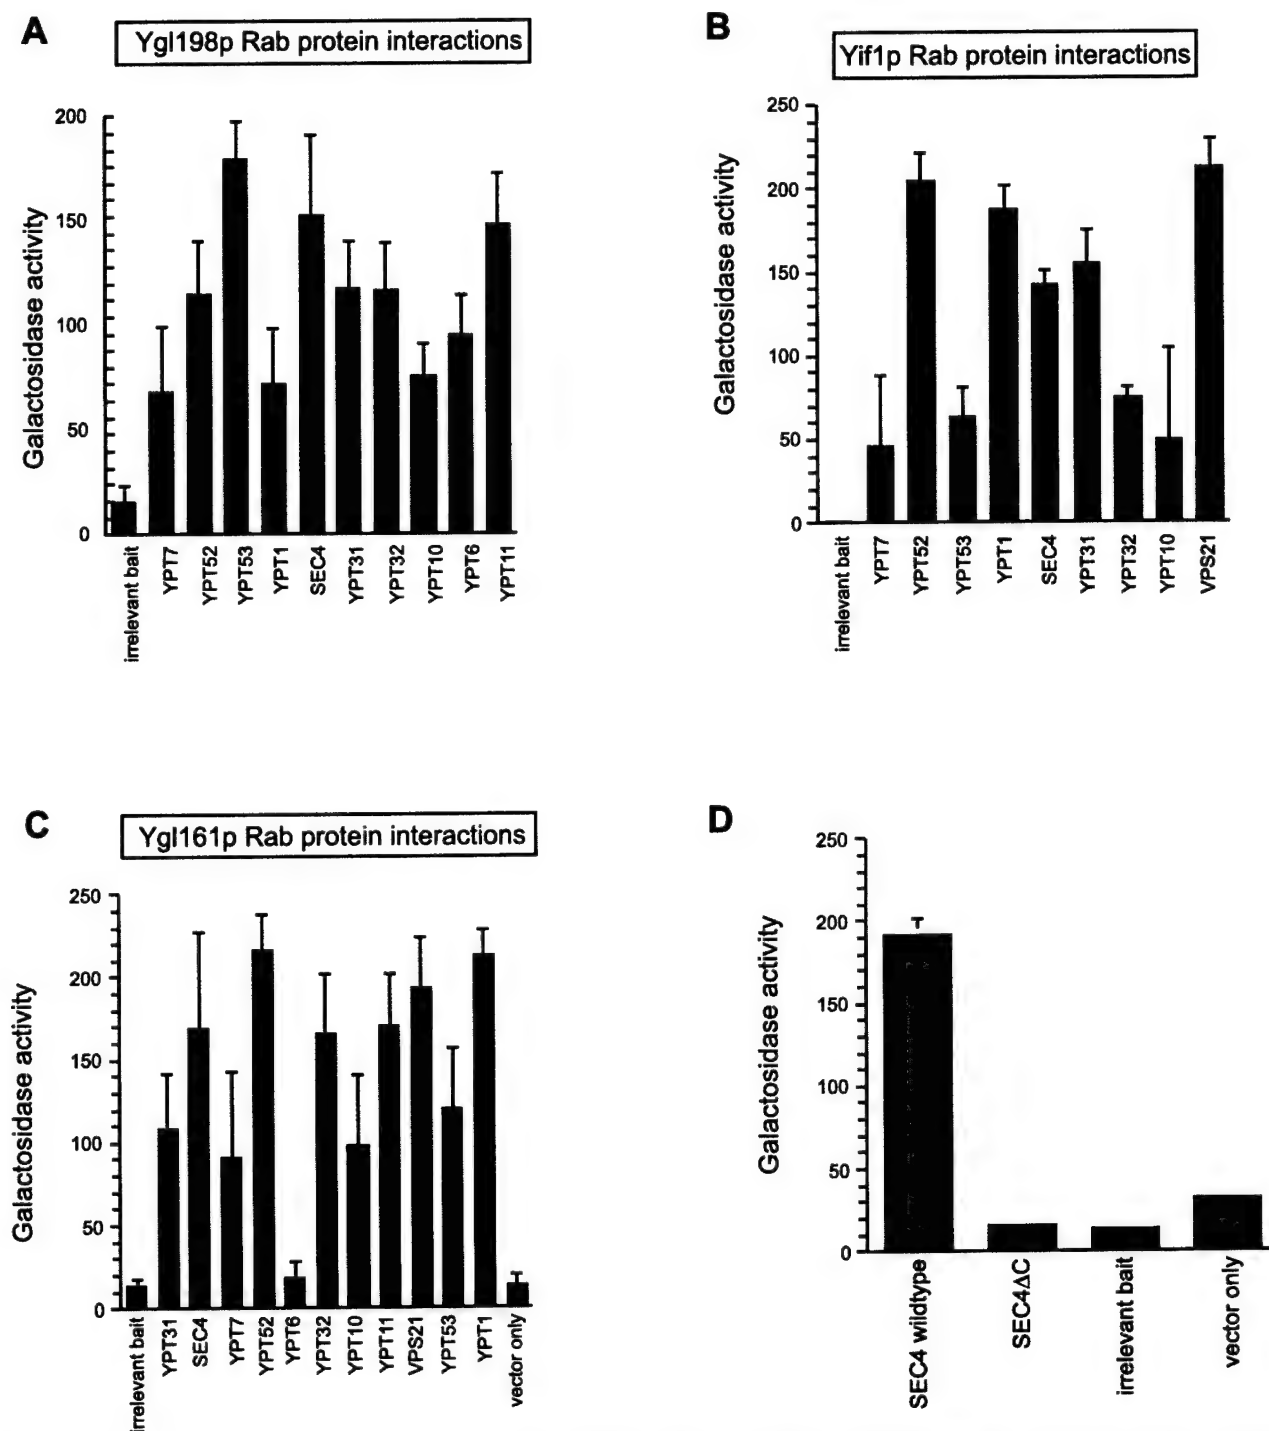 A
Ygl198p Rab protein interactions
Galactosidase activity
200
150
100
50
0
irrelevant bait
YPT7
YPT52
YPT53
YPT1
SEC4
YPT31
YPT32
YPT10
YPT6
YPT11
B
Yif1p Rab protein interactions
Galactosidase activity
250
200
150
100
50
0
irrelevant bait
YPT7
YPT52
YPT53
YPT1
SEC4
YPT31
YPT32
YPT10
VPS21
C
Ygl161p Rab protein interactions
Galactosidase activity
250
200
150
100
50
0
irrelevant bait
YPT31
SEC4
YPT7
YPT52
YPT6
YPT32
YPT10
YPT11
VPS21
YPT53
YPT1
vector only
D
Galactosidase activity
250
200
150
100
50
0
SEC4 wildtype
SEC4ΔC
irrelevant bait
vector only